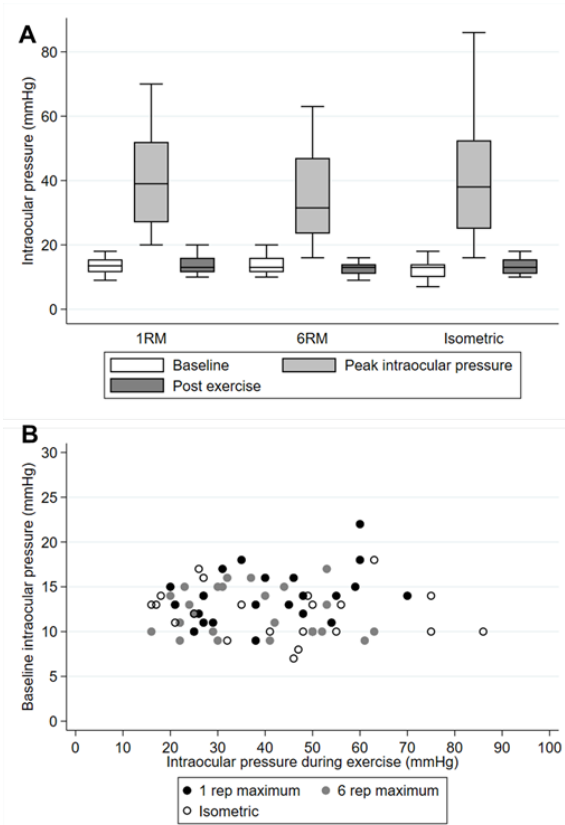 A
Intraocular pressure (mmHg)
80
60
40
20
0
1RM 6RM Isometric
Baseline Peak intraocular pressure
Post exercise
B
Baseline intraocular pressure (mmHg)
30
25
20
15
10
5
0
0 10 20 30 40 50 60 70 80 90 100
Intraocular pressure during exercise (mmHg)
1 rep maximum 6 rep maximum
Isometric